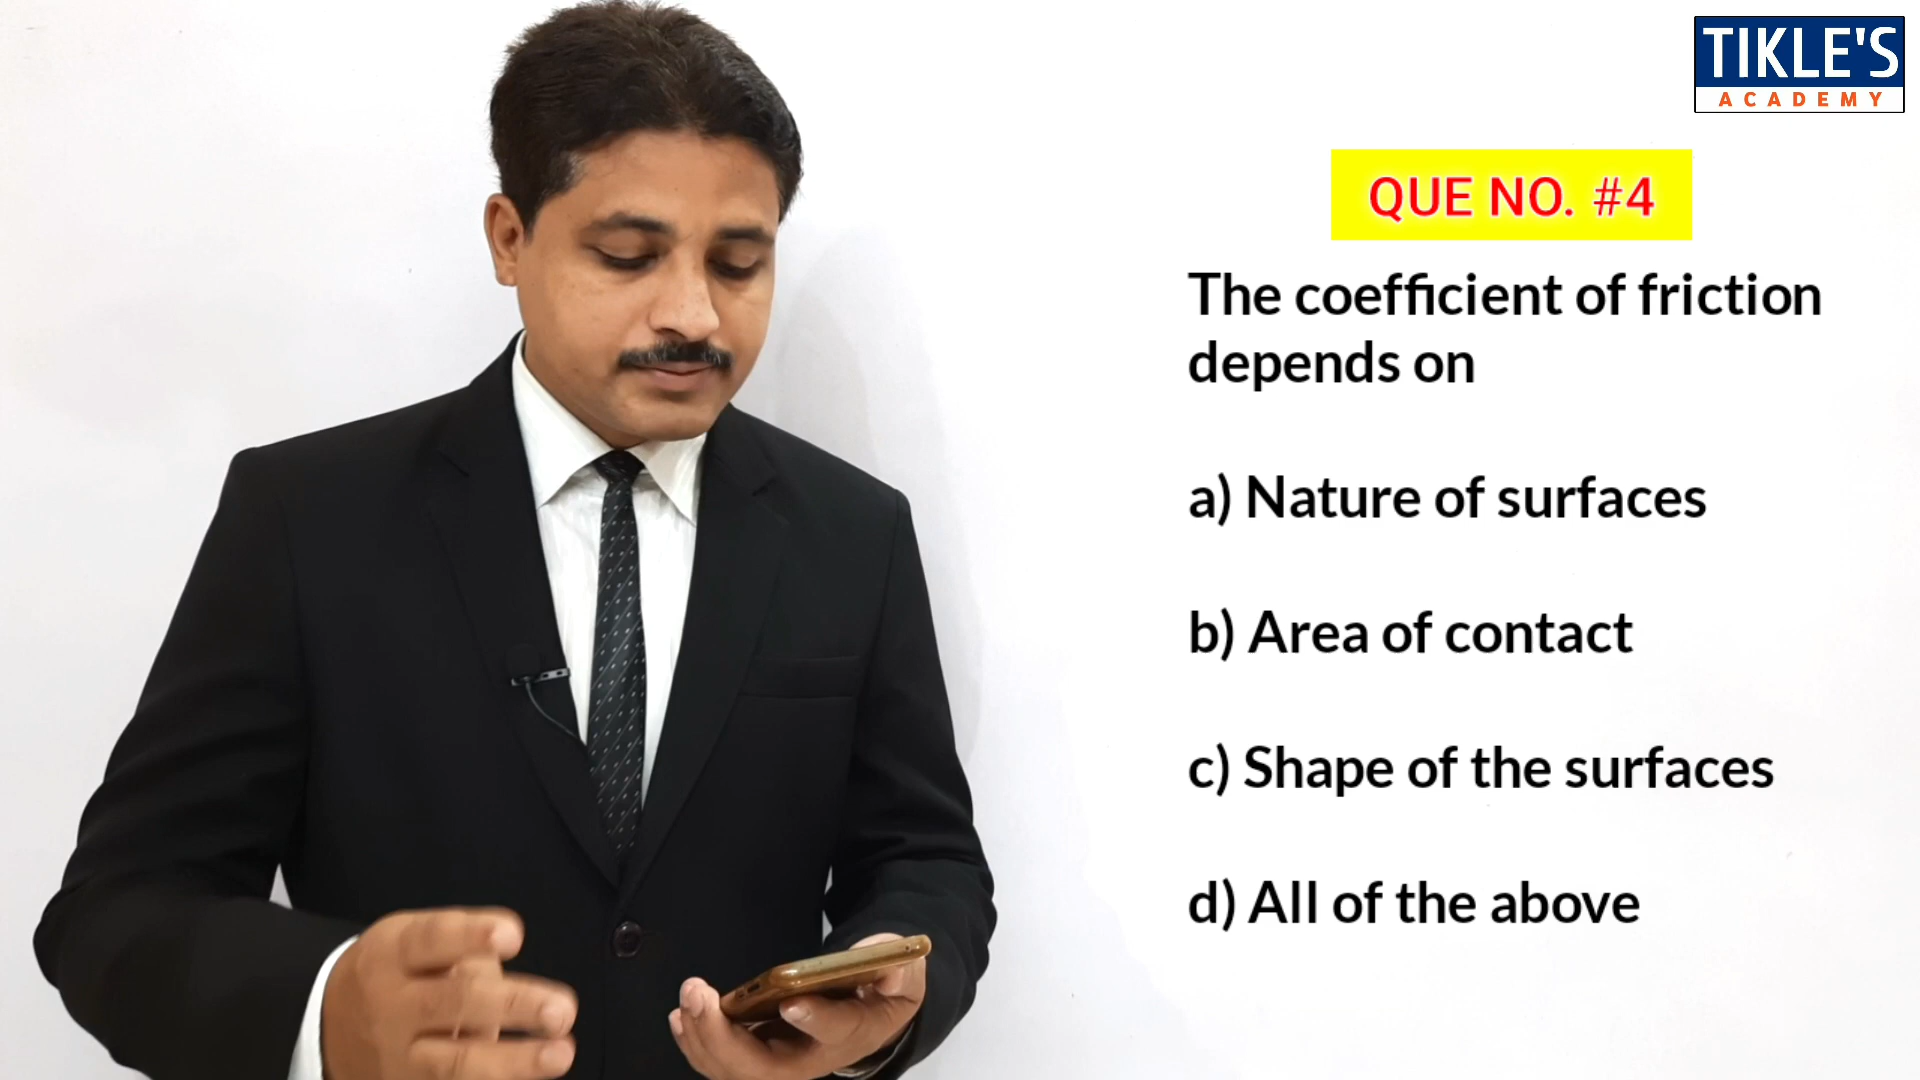 TIKLE'S
ACADEMY
QUE NO. #4
The coefficient of friction
depends on
a) Nature of surfaces
b) Area of contact
c) Shape of the surfaces
d) All of the above